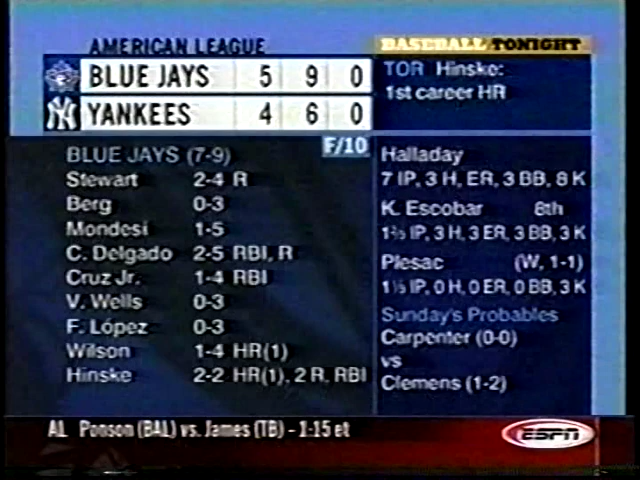 AMERICAN LEAGUE
BASEBALL TONIGHT
BLUE JAYS 5 9 0
YANKEES 4 6 0
F/10
TOR Hinske:
1st career HR
BLUE JAYS (7-9)
Stewart 2-4 R
Berg 0-3
Mondesi 1-5
C. Delgado 2-5 RBI, R
Cruz Jr. 1-4 RBI
V. Wells 0-3
F. López 0-3
Wilson 1-4 HR(1)
Hinske 2-2 HR(1), 2 R, RBI
Halladay
7 IP, 3 H, ER, 3 BB, 8 K
K. Escobar 8th
1⅔ IP, 3 H, 3 ER, 3 BB, 3 K
Plesac (W, 1-1)
1⅓ IP, 0 H, 0 ER, 0 BB, 3 K
Sunday's Probables
Carpenter (0-0)
vs
Clemens (1-2)
AL Ponson (BAL) vs. James (TB) - 1:15 et
ESPN